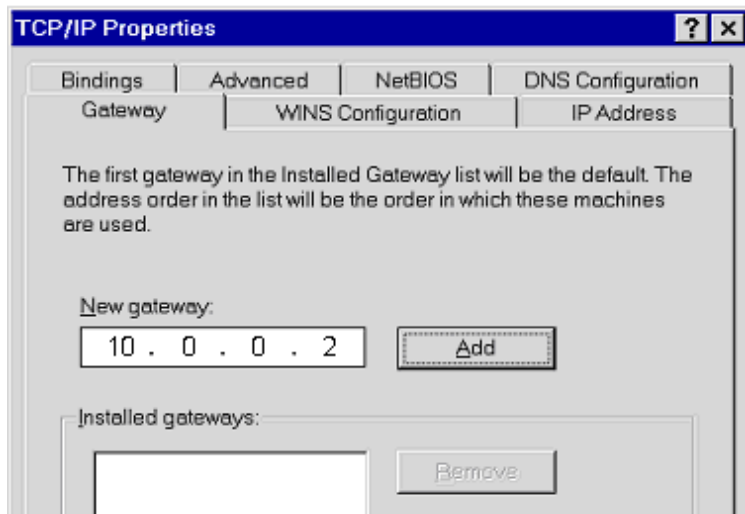 TCP/IP Properties
Bindings Advanced NetBIOS DNS Configuration
Gateway WINS Configuration IP Address
The first gateway in the Installed Gateway list will be the default. The
address order in the list will be the order in which these machines
are used.
New gateway:
10 . 0 . 0 . 2 Add
Installed gateways:
Remove